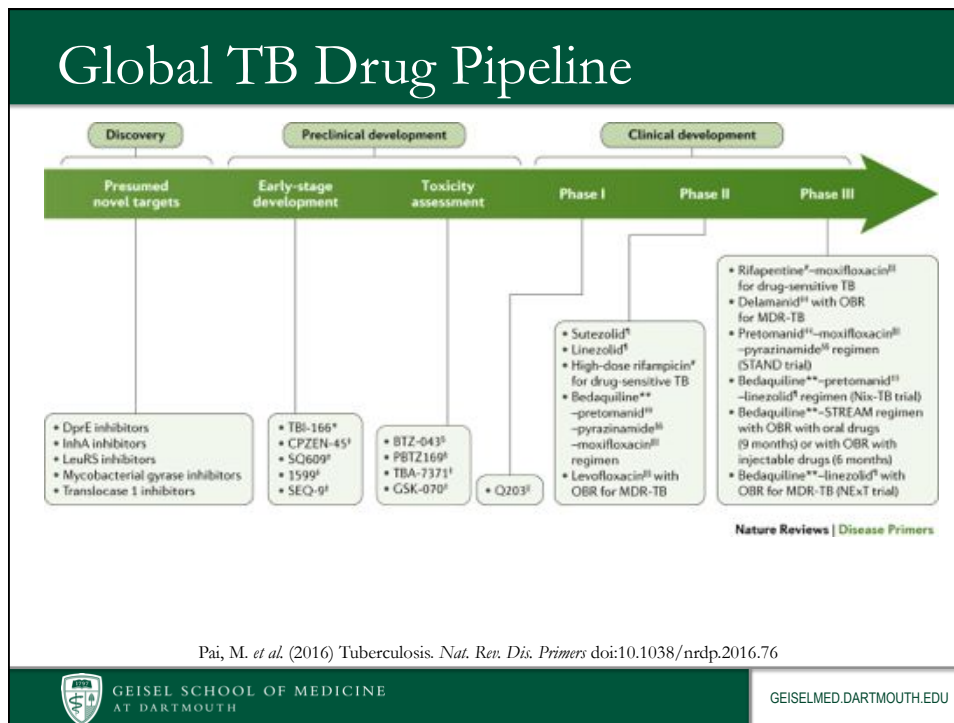 Global TB Drug Pipeline
Discovery
Preclinical development
Clinical development
Presumed
novel targets
Early-stage
development
Toxicity
assessment
Phase I
Phase II
Phase III
• DprE inhibitors
• InhA inhibitors
• LeuRS inhibitors
• Mycobacterial gyrase inhibitors
• Translocase 1 inhibitors
• TBI-166*
• CPZEN-45‡
• SQ609‡
• 1599‡
• SEQ-9‡
• BTZ-043§
• PBTZ169§
• TBA-7371‡
• GSK-070‡
• Q203||
• Sutezolid¶
• Linezolid¶
• High-dose rifampicin#
for drug-sensitive TB
• Bedaquiline**
–pretomanid‡‡
–pyrazinamide§§
–moxifloxacin||||
regimen
• Levofloxacin|||| with
OBR for MDR-TB
• Rifapentine#–moxifloxacin||||
for drug-sensitive TB
• Delamanid‡‡ with OBR
for MDR-TB
• Pretomanid‡‡–moxifloxacin||||
–pyrazinamide§§ regimen
(STAND trial)
• Bedaquiline**–pretomanid‡‡
–linezolid¶ regimen (Nix-TB trial)
• Bedaquiline**–STREAM regimen
with OBR with oral drugs
(9 months) or with OBR with
injectable drugs (6 months)
• Bedaquiline**–linezolid¶ with
OBR for MDR-TB (NExT trial)
Nature Reviews | Disease Primers
Pai, M. et al. (2016) Tuberculosis. Nat. Rev. Dis. Primers doi:10.1038/nrdp.2016.76
1797
GEISEL SCHOOL OF MEDICINE
AT DARTMOUTH
GEISELMED.DARTMOUTH.EDU